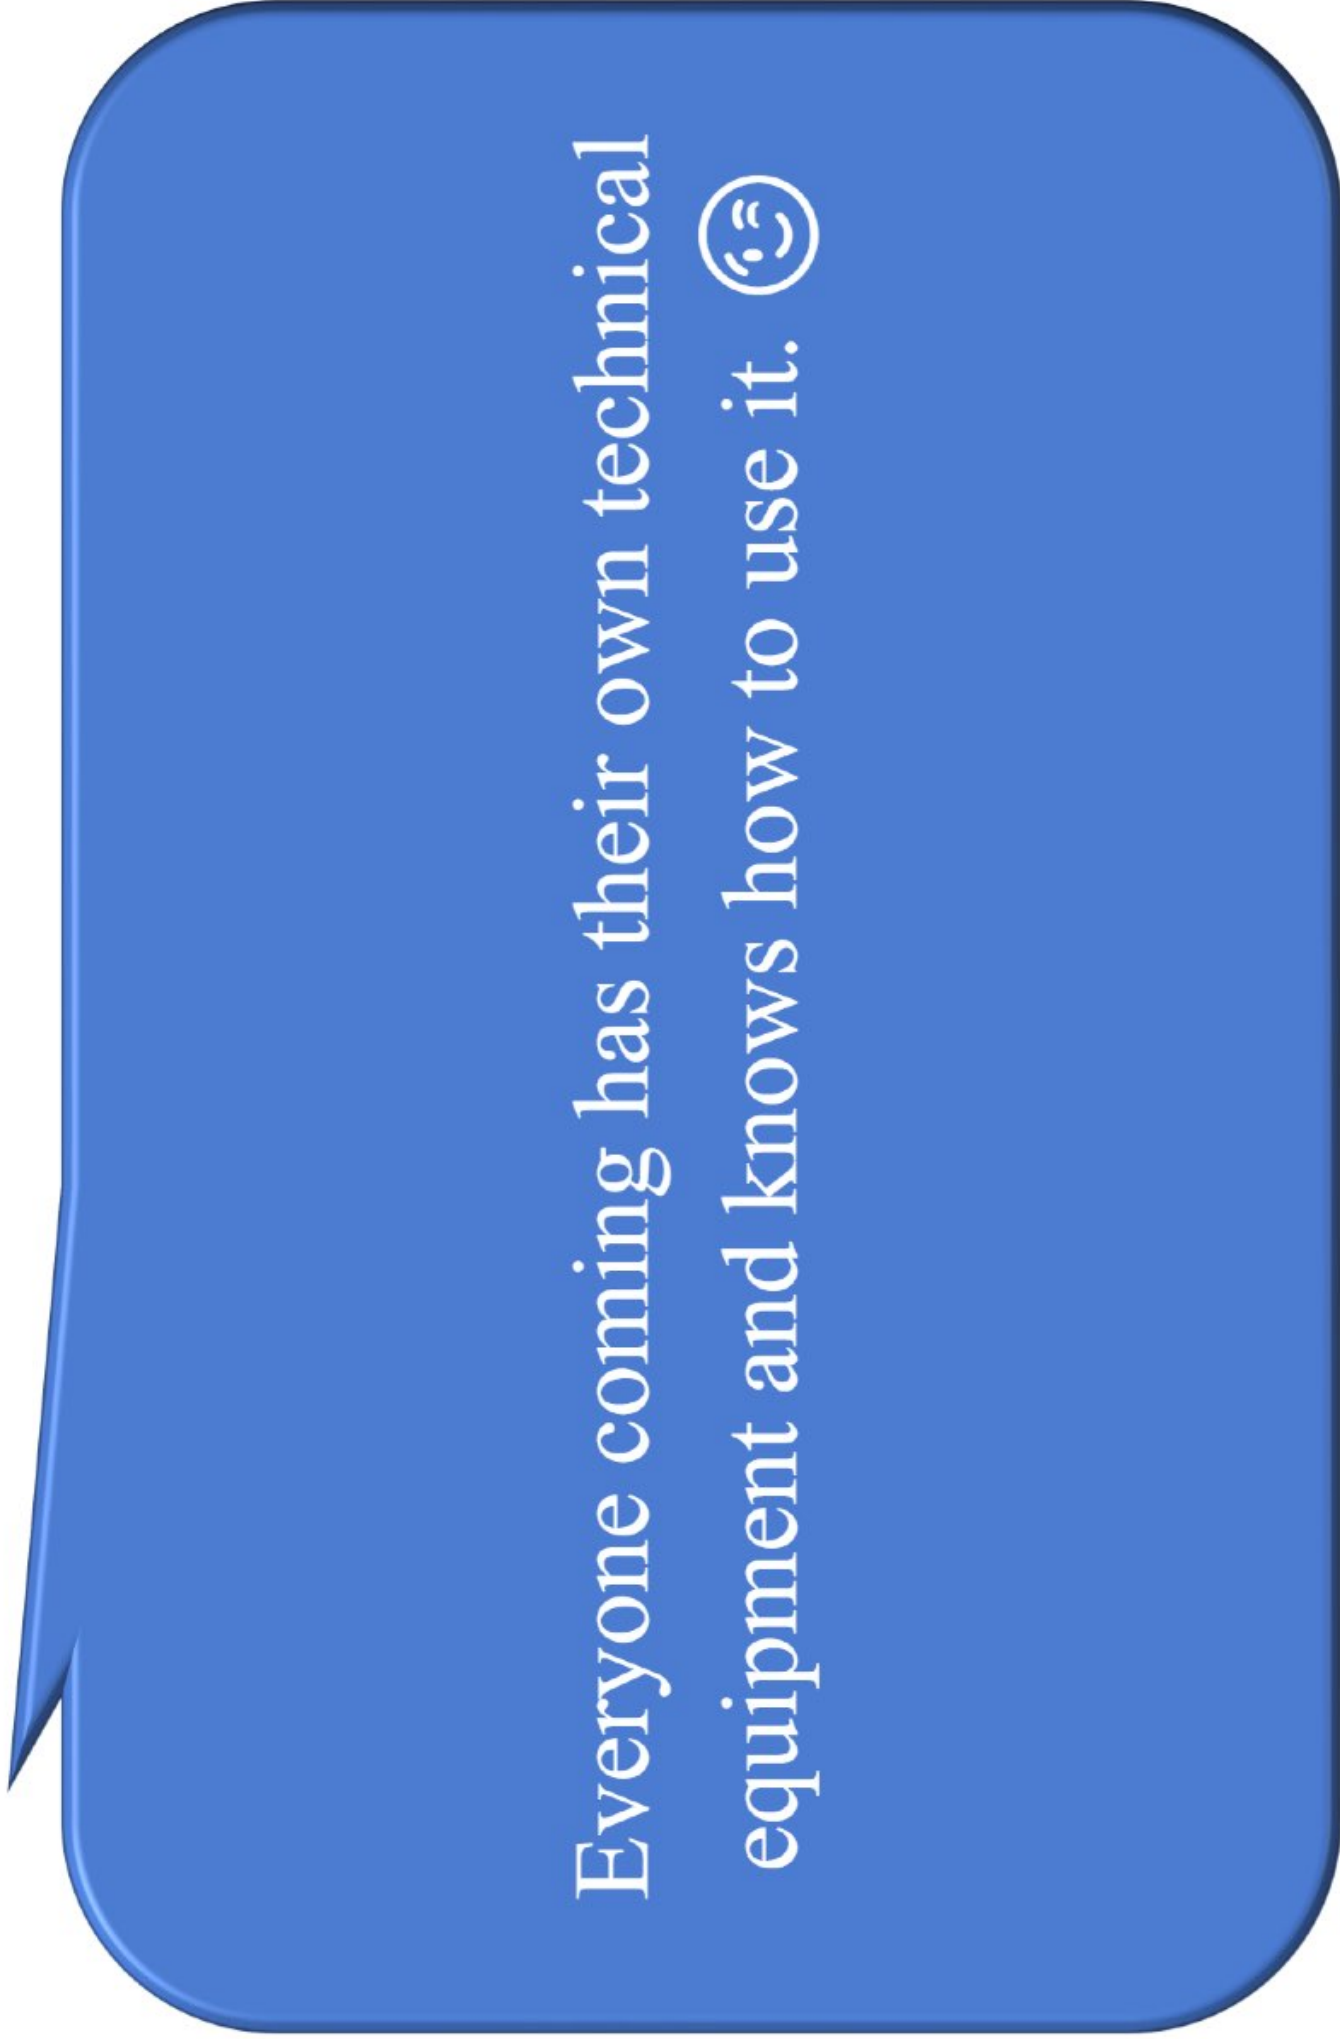 Everyone coming has their own technical
equipment and knows how to use it. 😉